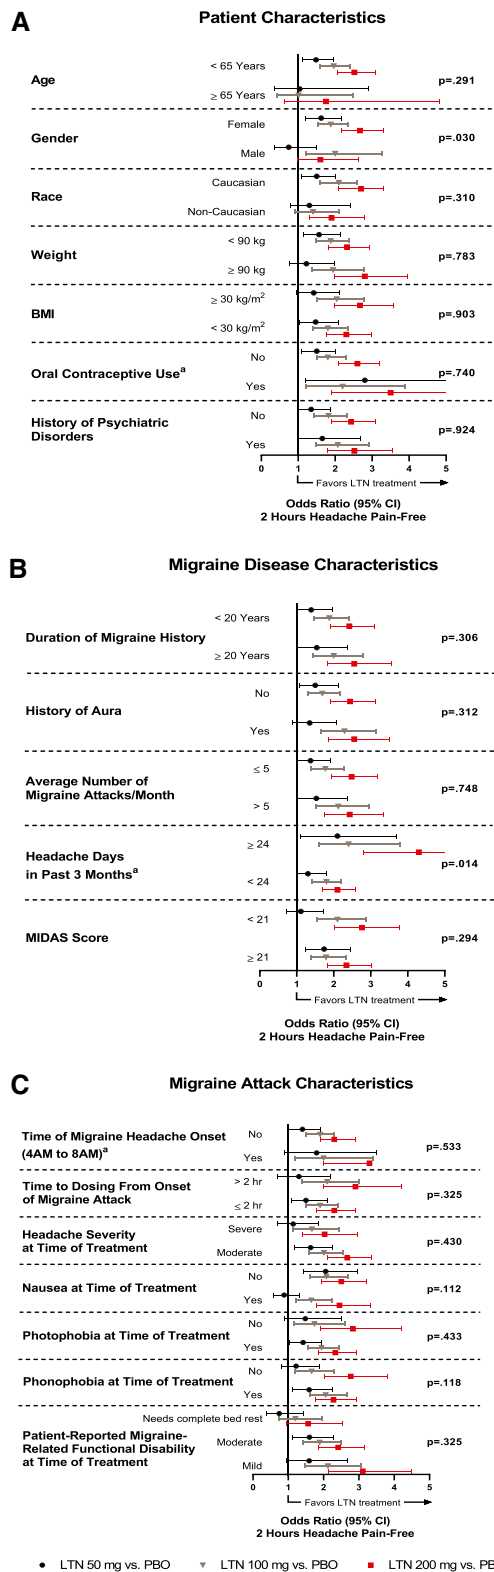 A
Patient Characteristics
Age
< 65 Years
≥ 65 Years
p=.291
Gender
Female
Male
p=.030
Race
Caucasian
Non-Caucasian
p=.310
Weight
< 90 kg
≥ 90 kg
p=.783
BMI
≥ 30 kg/m²
< 30 kg/m²
p=.903
Oral Contraceptive Useᵃ
No
Yes
p=.740
History of Psychiatric
Disorders
No
Yes
p=.924
0 1 2 3 4 5
Favors LTN treatment
Odds Ratio (95% CI)
2 Hours Headache Pain-Free
B
Migraine Disease Characteristics
Duration of Migraine History
< 20 Years
≥ 20 Years
p=.306
History of Aura
No
Yes
p=.312
Average Number of
Migraine Attacks/Month
≤ 5
> 5
p=.748
Headache Days
in Past 3 Monthsᵃ
≥ 24
< 24
p=.014
MIDAS Score
< 21
≥ 21
p=.294
0 1 2 3 4 5
Favors LTN treatment
Odds Ratio (95% CI)
2 Hours Headache Pain-Free
C
Migraine Attack Characteristics
Time of Migraine Headache Onset
(4AM to 8AM)ᵃ
No
Yes
p=.533
Time to Dosing From Onset
of Migraine Attack
> 2 hr
≤ 2 hr
p=.325
Headache Severity
at Time of Treatment
Severe
Moderate
p=.430
Nausea at Time of Treatment
No
Yes
p=.112
Photophobia at Time of Treatment
No
Yes
p=.433
Phonophobia at Time of Treatment
No
Yes
p=.118
Patient-Reported Migraine-
Related Functional Disability
at Time of Treatment
Needs complete bed rest
Moderate
Mild
p=.325
0 1 2 3 4 5
Favors LTN treatment
Odds Ratio (95% CI)
2 Hours Headache Pain-Free
LTN 50 mg vs. PBO LTN 100 mg vs. PBO LTN 200 mg vs. PB